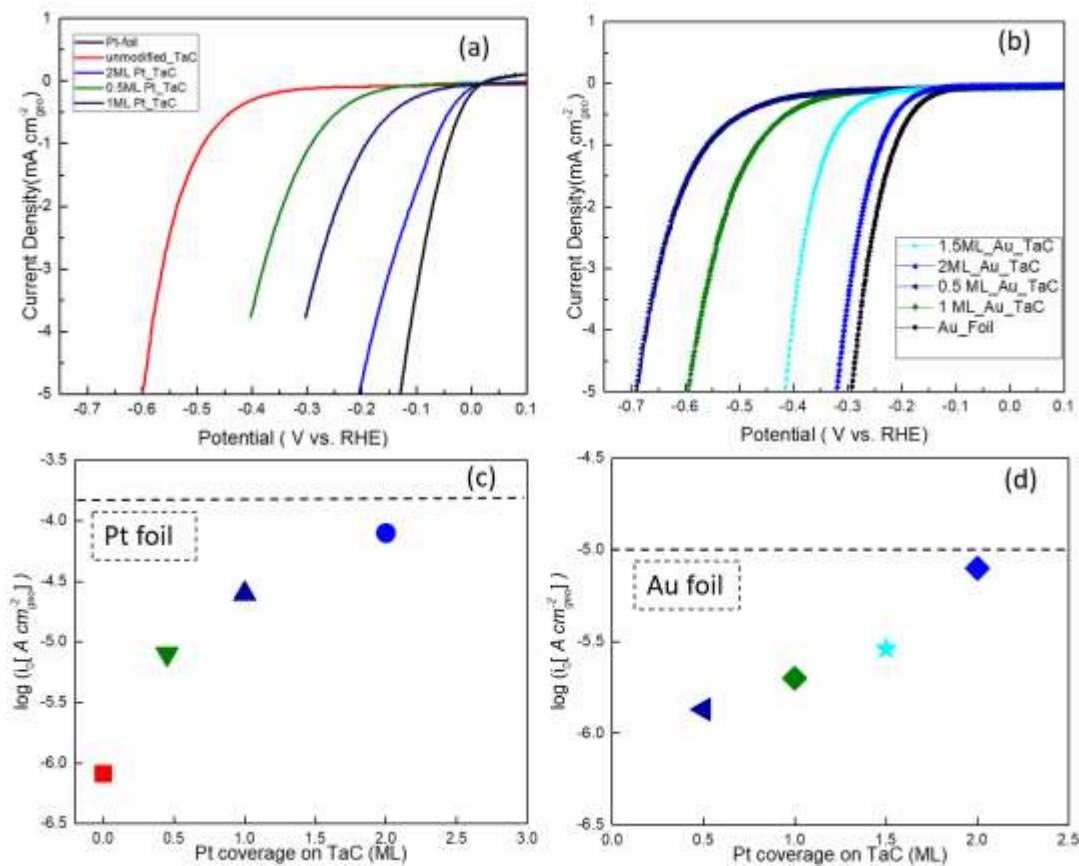 (a)
Pt-foil
unmodified_TaC
2ML Pt_TaC
0.5ML Pt_TaC
1ML Pt_TaC
Current Density(mA cm-2geo)
1
0
-1
-2
-3
-4
-5
-0.7 -0.6 -0.5 -0.4 -0.3 -0.2 -0.1 0.0 0.1
Potential ( V vs. RHE)
(b)
1.5ML_Au_TaC
2ML_Au_TaC
0.5 ML_Au_TaC
1 ML_Au_TaC
Au_Foil
Current Density(mA cm-2geo)
1
0
-1
-2
-3
-4
-5
-0.7 -0.6 -0.5 -0.4 -0.3 -0.2 -0.1 0.0 0.1
Potential ( V vs. RHE)
(c)
Pt foil
log (i0[ A cm-2geo] )
-3.5
-4.0
-4.5
-5.0
-5.5
-6.0
-6.5
0.0 0.5 1.0 1.5 2.0 2.5 3.0
Pt coverage on TaC (ML)
(d)
Au foil
log (i0[ A cm-2geo] )
-4.5
-5.0
-5.5
-6.0
-6.5
0.0 0.5 1.0 1.5 2.0 2.5
Pt coverage on TaC (ML)